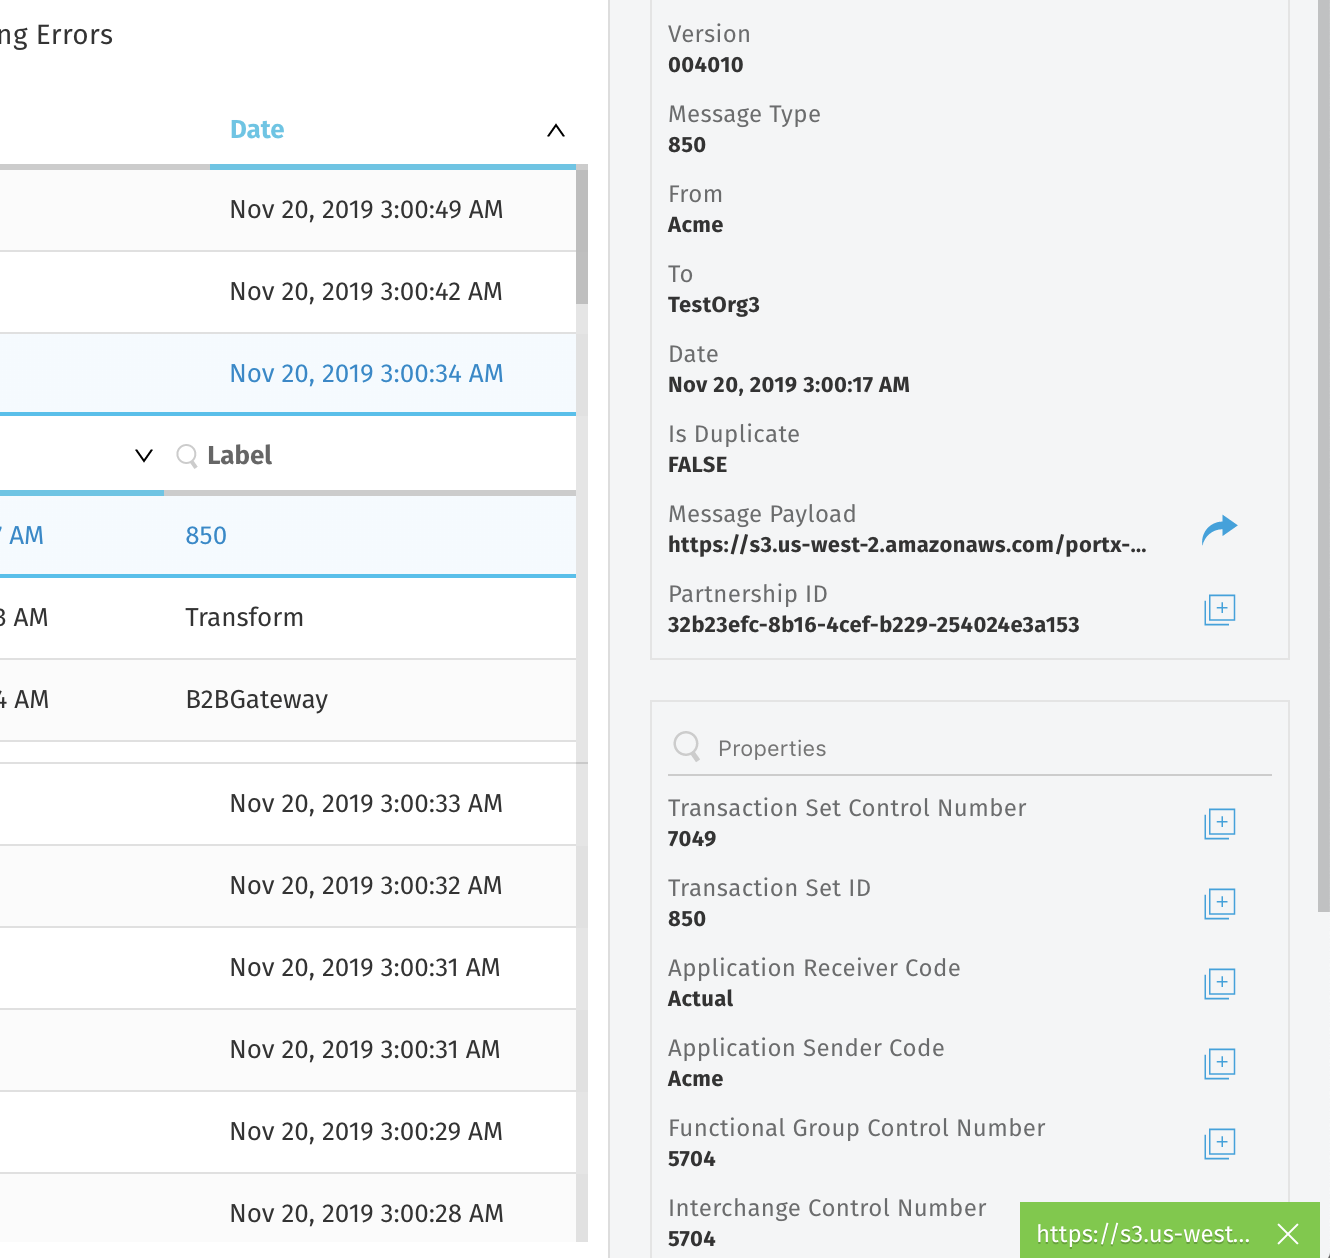 ng Errors
Date
Nov 20, 2019 3:00:49 AM
Nov 20, 2019 3:00:42 AM
Nov 20, 2019 3:00:34 AM
Label
AM
850
AM
Transform
4 AM
B2BGateway
Nov 20, 2019 3:00:33 AM
Nov 20, 2019 3:00:32 AM
Nov 20, 2019 3:00:31 AM
Nov 20, 2019 3:00:31 AM
Nov 20, 2019 3:00:29 AM
Nov 20, 2019 3:00:28 AM
Version
004010
Message Type
850
From
Acme
To
TestOrg3
Date
Nov 20, 2019 3:00:17 AM
Is Duplicate
FALSE
Message Payload
https://s3.us-west-2.amazonaws.com/portx-...
Partnership ID
32b23efc-8b16-4cef-b229-254024e3a153
Properties
Transaction Set Control Number
7049
Transaction Set ID
850
Application Receiver Code
Actual
Application Sender Code
Acme
Functional Group Control Number
5704
Interchange Control Number
5704
https://s3.us-west...